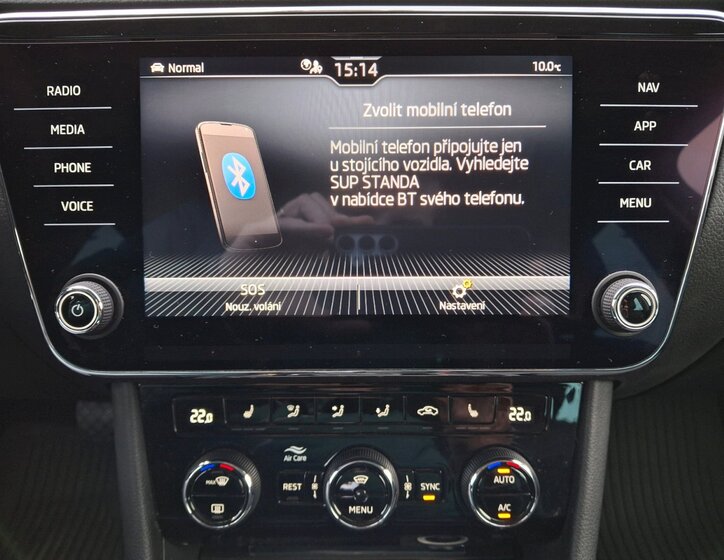 Normal
15:14
10.0°C
RADIO
MEDIA
PHONE
VOICE
NAV
APP
CAR
MENU
Zvolit mobilní telefon
Mobilní telefon připojujte jen
u stojícího vozidla. Vyhledejte
SUP STANDA
v nabídce BT svého telefonu.
SOS
Nouz. volání
Nastavení
22.0
22.0
Air Care
MAX
REST
MENU
SYNC
AUTO
A/C